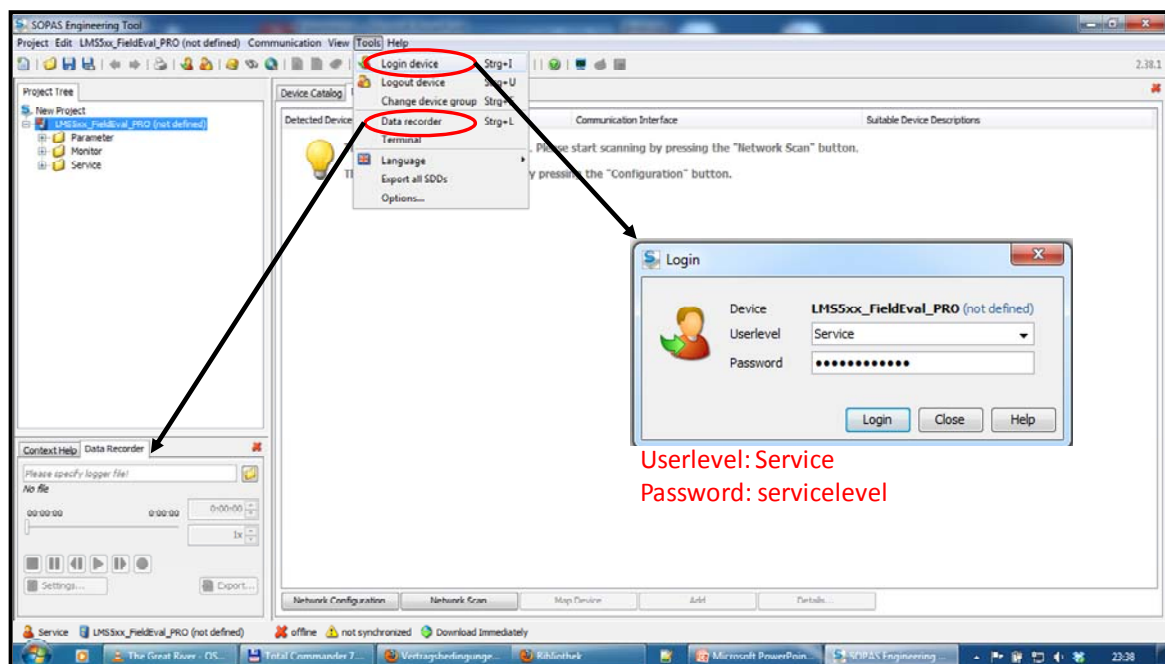 SOPAS Engineering Tool
Project Edit LMS5xx_FieldEval_PRO (not defined) Communication View Tools Help
2.38.1
Project Tree
New Project
LMS5xx_FieldEval_PRO (not defined)
Parameter
Monitor
Service
Login device Strg+I
Logout device Strg+U
Change device group
Data recorder Strg+L
Terminal
Language
Export all SDDs
Options...
Device Catalog
Detected Device
Communication Interface
Suitable Device Descriptions
. Please start scanning by pressing the "Network Scan" button.
y pressing the "Configuration" button.
Login
Device LMS5xx_FieldEval_PRO (not defined)
Userlevel Service
Password ••••••••••••
Login Close Help
Userlevel: Service
Password: servicelevel
Context Help Data Recorder
Please specify logger file!
No file
00:00:00 0:00:00 0:00:00
1x
Settings... Export...
Network Configuration Network Scan Map Device Add Details...
Service LMS5xx_FieldEval_PRO (not defined) offline not synchronized Download Immediately
The Great River - OS... Total Commander 7... Vertragsbedingunge... Bibliothek Microsoft PowerPoin... SOPAS Engineering ... 23:38